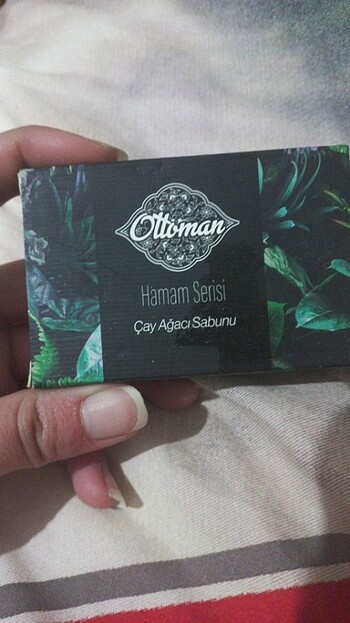 Ottoman
Hamam Serisi
Çay Ağacı Sabunu